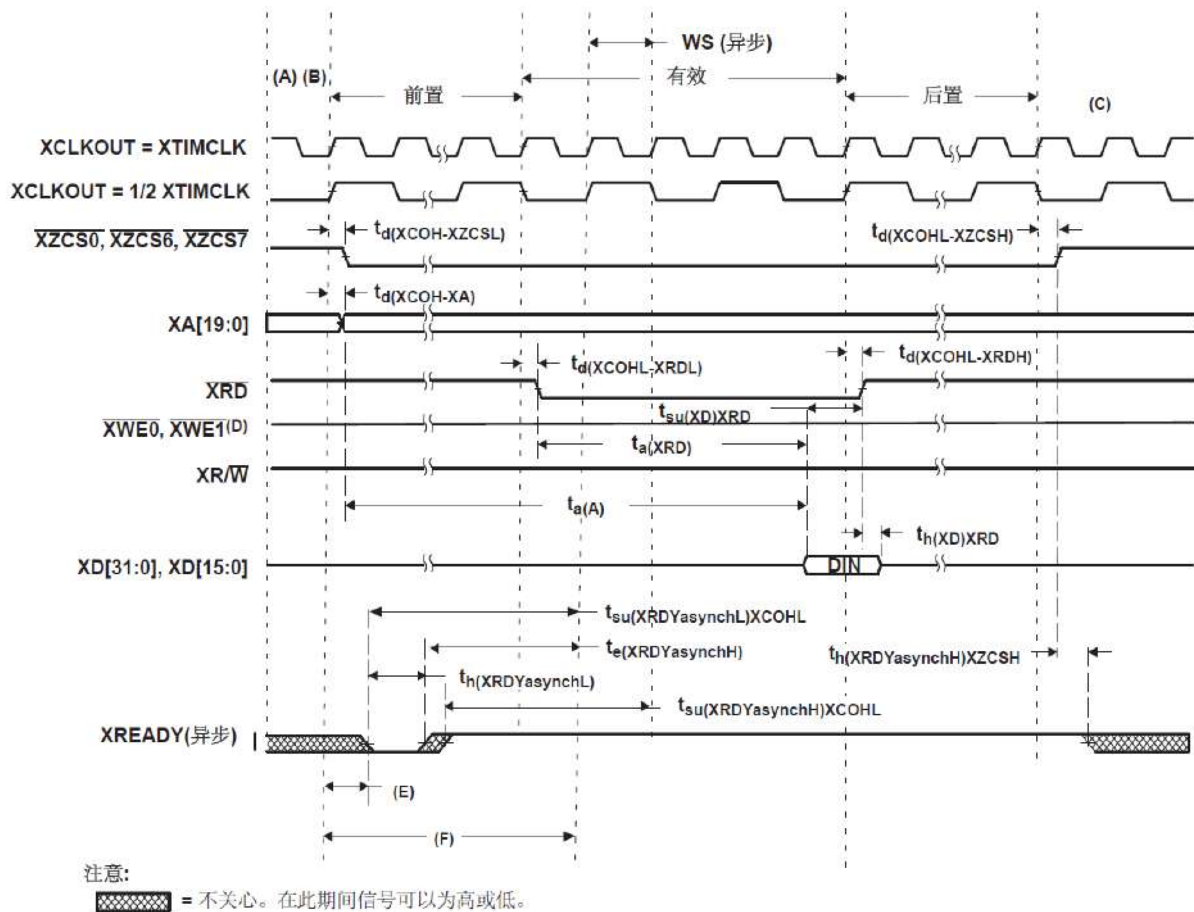 WS (异步)
(A) (B)
前置
有效
后置
(C)
XCLKOUT = XTIMCLK
XCLKOUT = 1/2 XTIMCLK
XZCS0, XZCS6, XZCS7
td(XCOH-XZCSL)
td(XCOHL-XZCSH)
td(XCOH-XA)
XA[19:0]
td(XCOHL-XRDL)
td(XCOHL-XRDH)
XRD
tsu(XD)XRD
XWE0, XWE1(D)
ta(XRD)
XR/W
ta(A)
th(XD)XRD
XD[31:0], XD[15:0]
DIN
tsu(XRDYasynchL)XCOHL
te(XRDYasynchH)
th(XRDYasynchH)XZCSH
th(XRDYasynchL)
tsu(XRDYasynchH)XCOHL
XREADY(异步)
(E)
(F)
注意:
= 不关心。在此期间信号可以为高或低。